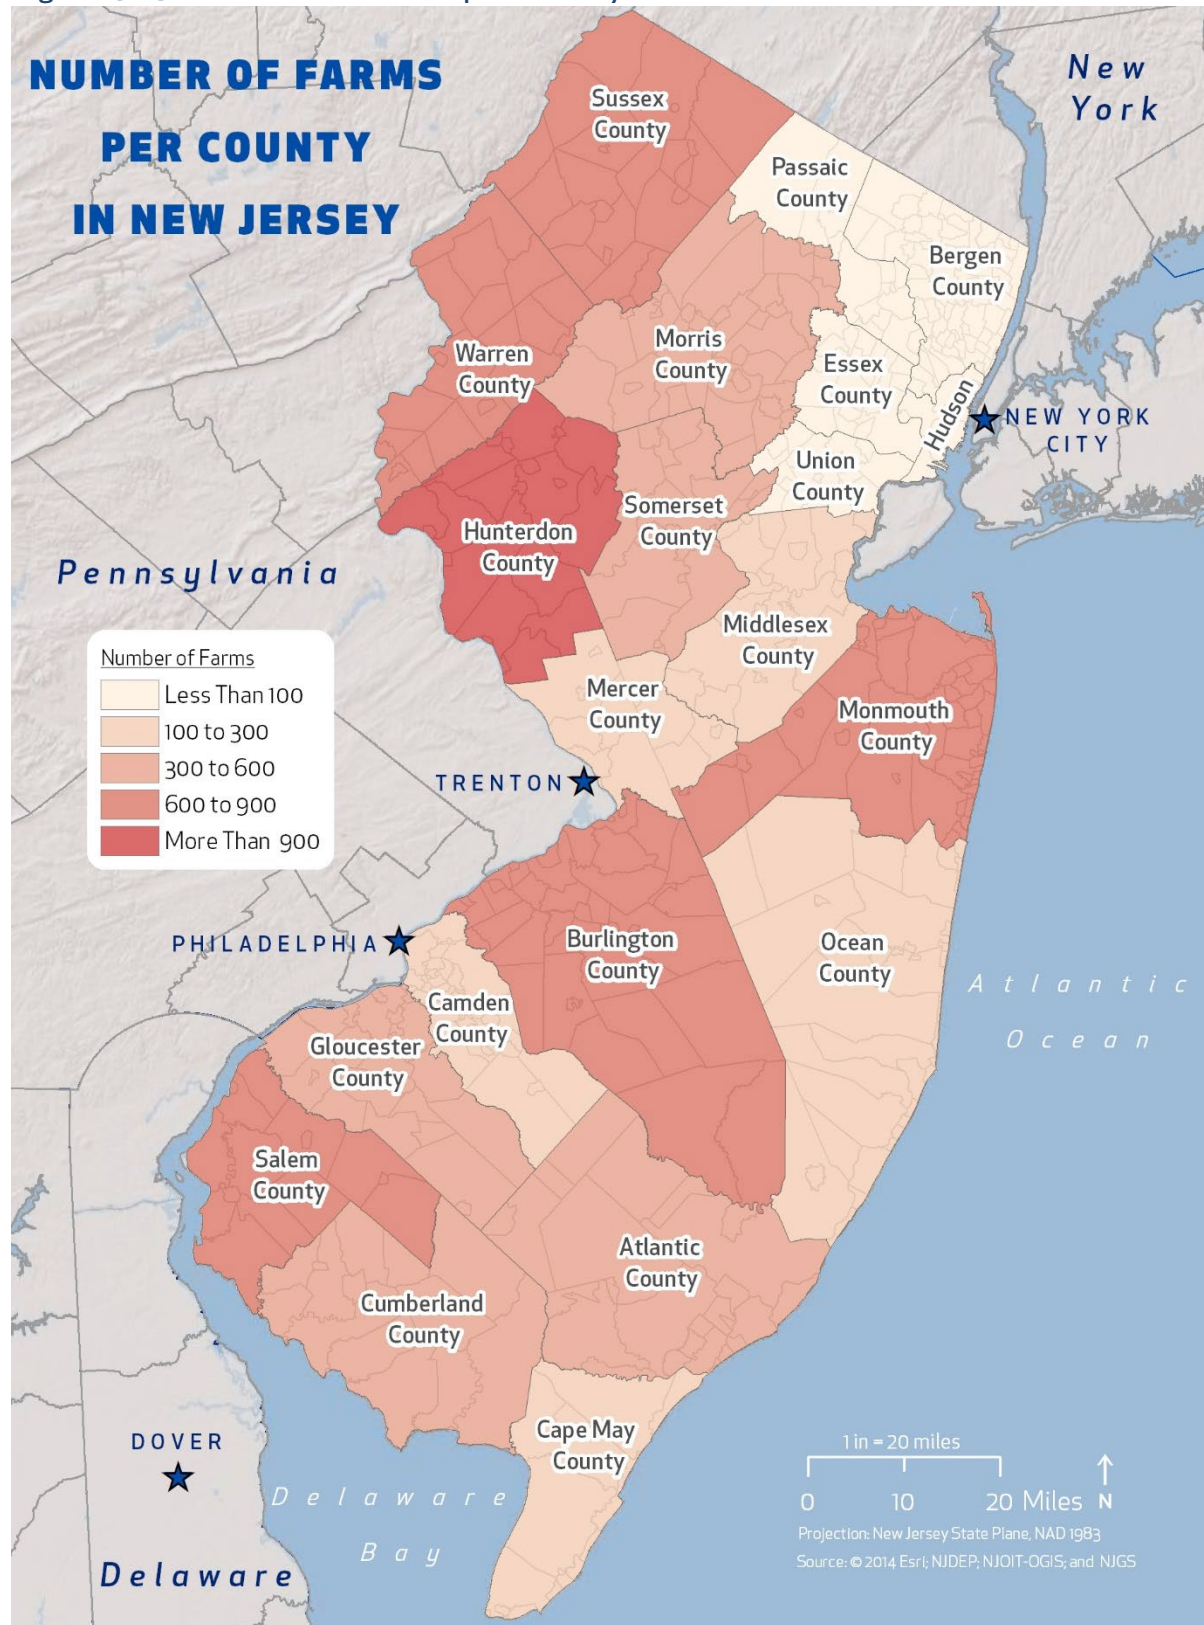 NUMBER OF FARMS
PER COUNTY
IN NEW JERSEY
New
York
Sussex
County
Passaic
County
Bergen
County
Morris
County
Warren
County
Essex
County
Hudson
NEW YORK
CITY
Union
County
Somerset
County
Hunterdon
County
Pennsylvania
Middlesex
County
Mercer
County
Monmouth
County
Number of Farms
Less Than 100
100 to 300
300 to 600
600 to 900
More Than 900
TRENTON
PHILADELPHIA
Burlington
County
Ocean
County
Atlantic
Ocean
Camden
County
Gloucester
County
Salem
County
Atlantic
County
Cumberland
County
Cape May
County
DOVER
Delaware
Bay
Delaware
1 in = 20 miles
0 10 20 Miles N
Projection: New Jersey State Plane, NAD 1983
Source: © 2014 Esri; NJDEP; NJOIT-OGIS; and NJGS